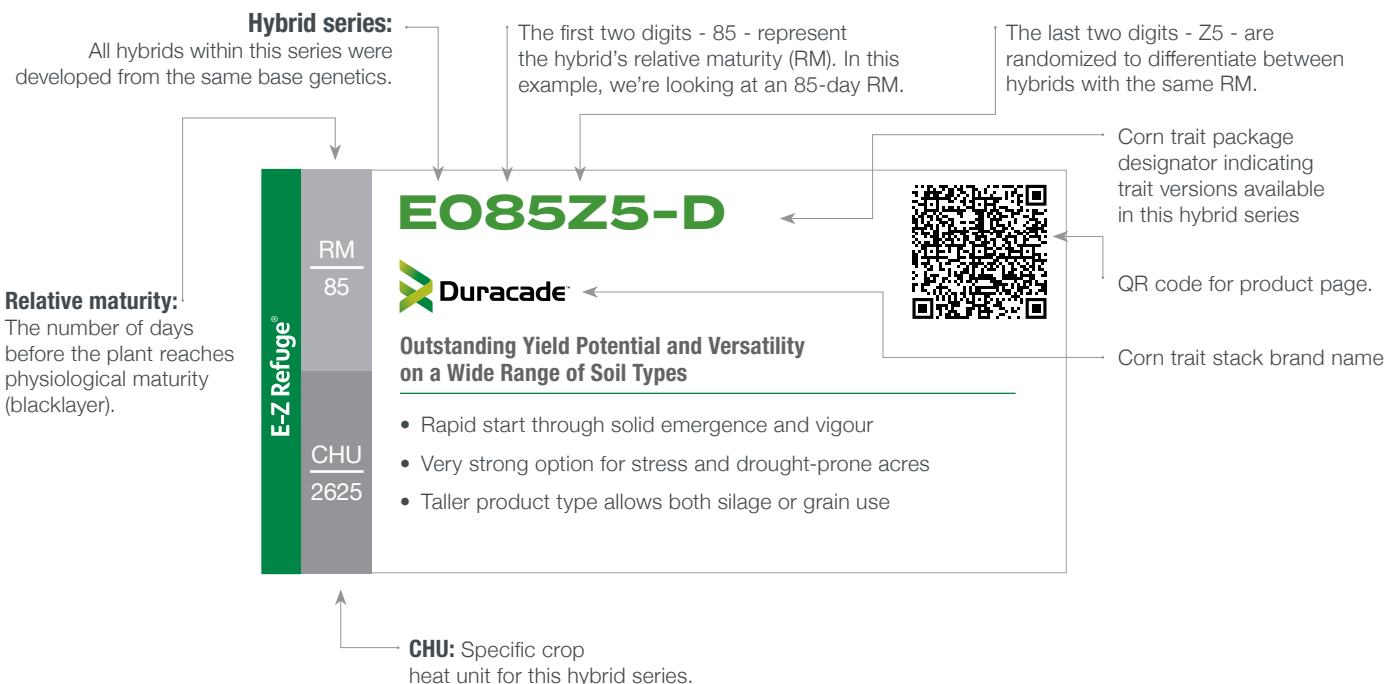 Hybrid series:
All hybrids within this series were
developed from the same base genetics.
The first two digits - 85 - represent
the hybrid's relative maturity (RM). In this
example, we're looking at an 85-day RM.
The last two digits - Z5 - are
randomized to differentiate between
hybrids with the same RM.
Corn trait package
designator indicating
trait versions available
in this hybrid series
QR code for product page.
Corn trait stack brand name
Relative maturity:
The number of days
before the plant reaches
physiological maturity
(blacklayer).
E-Z Refuge®
RM
85
CHU
2625
EO85Z5-D
Duracade™
Outstanding Yield Potential and Versatility
on a Wide Range of Soil Types
• Rapid start through solid emergence and vigour
• Very strong option for stress and drought-prone acres
• Taller product type allows both silage or grain use
CHU: Specific crop
heat unit for this hybrid series.